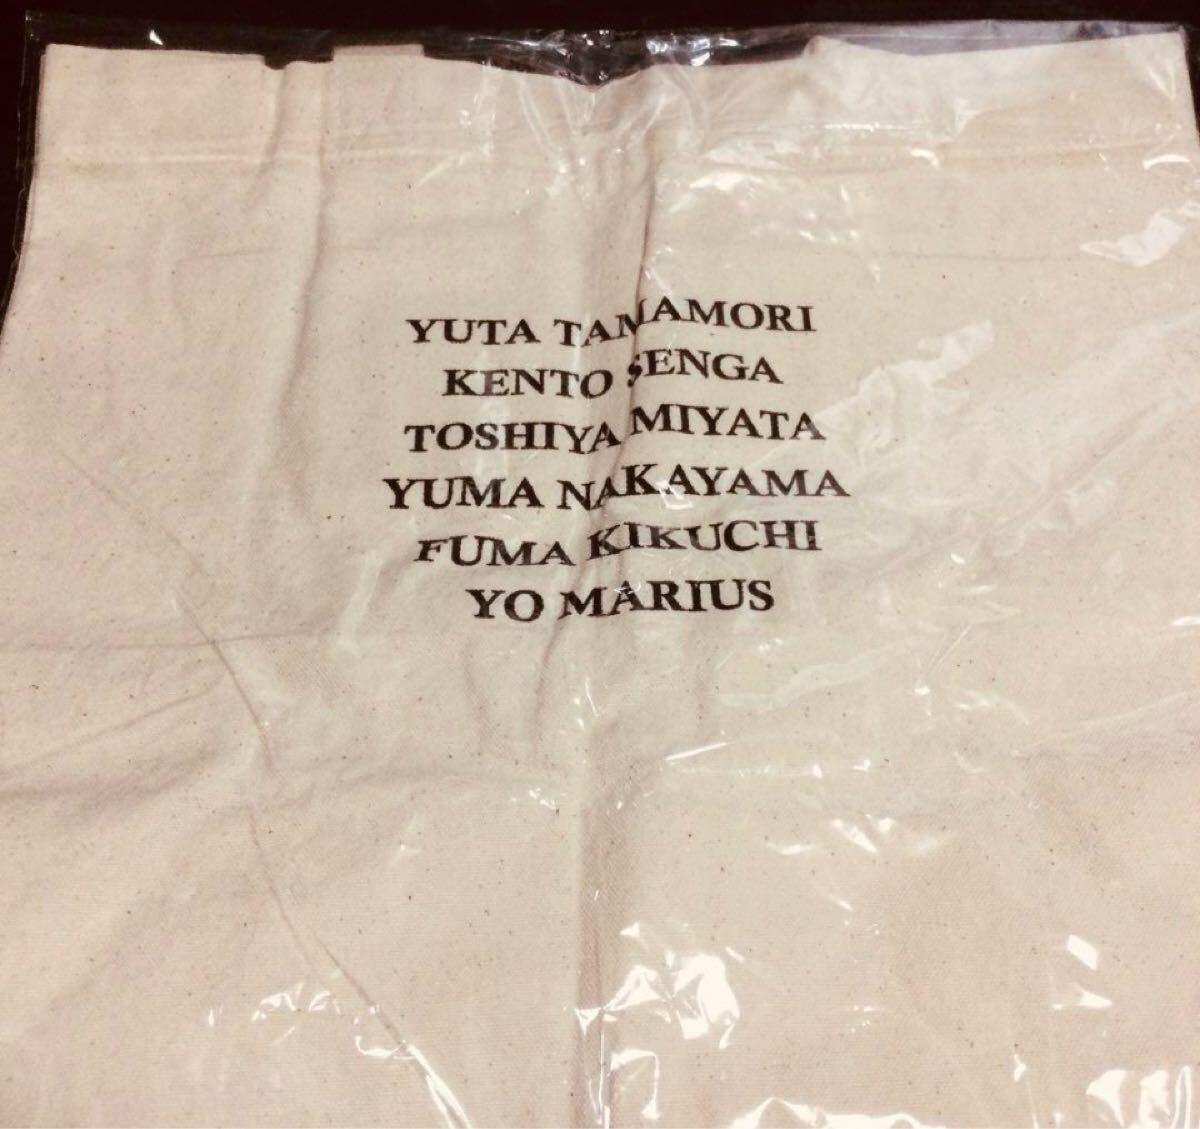 YUTA TAMAMORI
KENTO SENGA
TOSHIYA MIYATA
YUMA NAKAYAMA
FUMA KIKUCHI
YO MARIUS